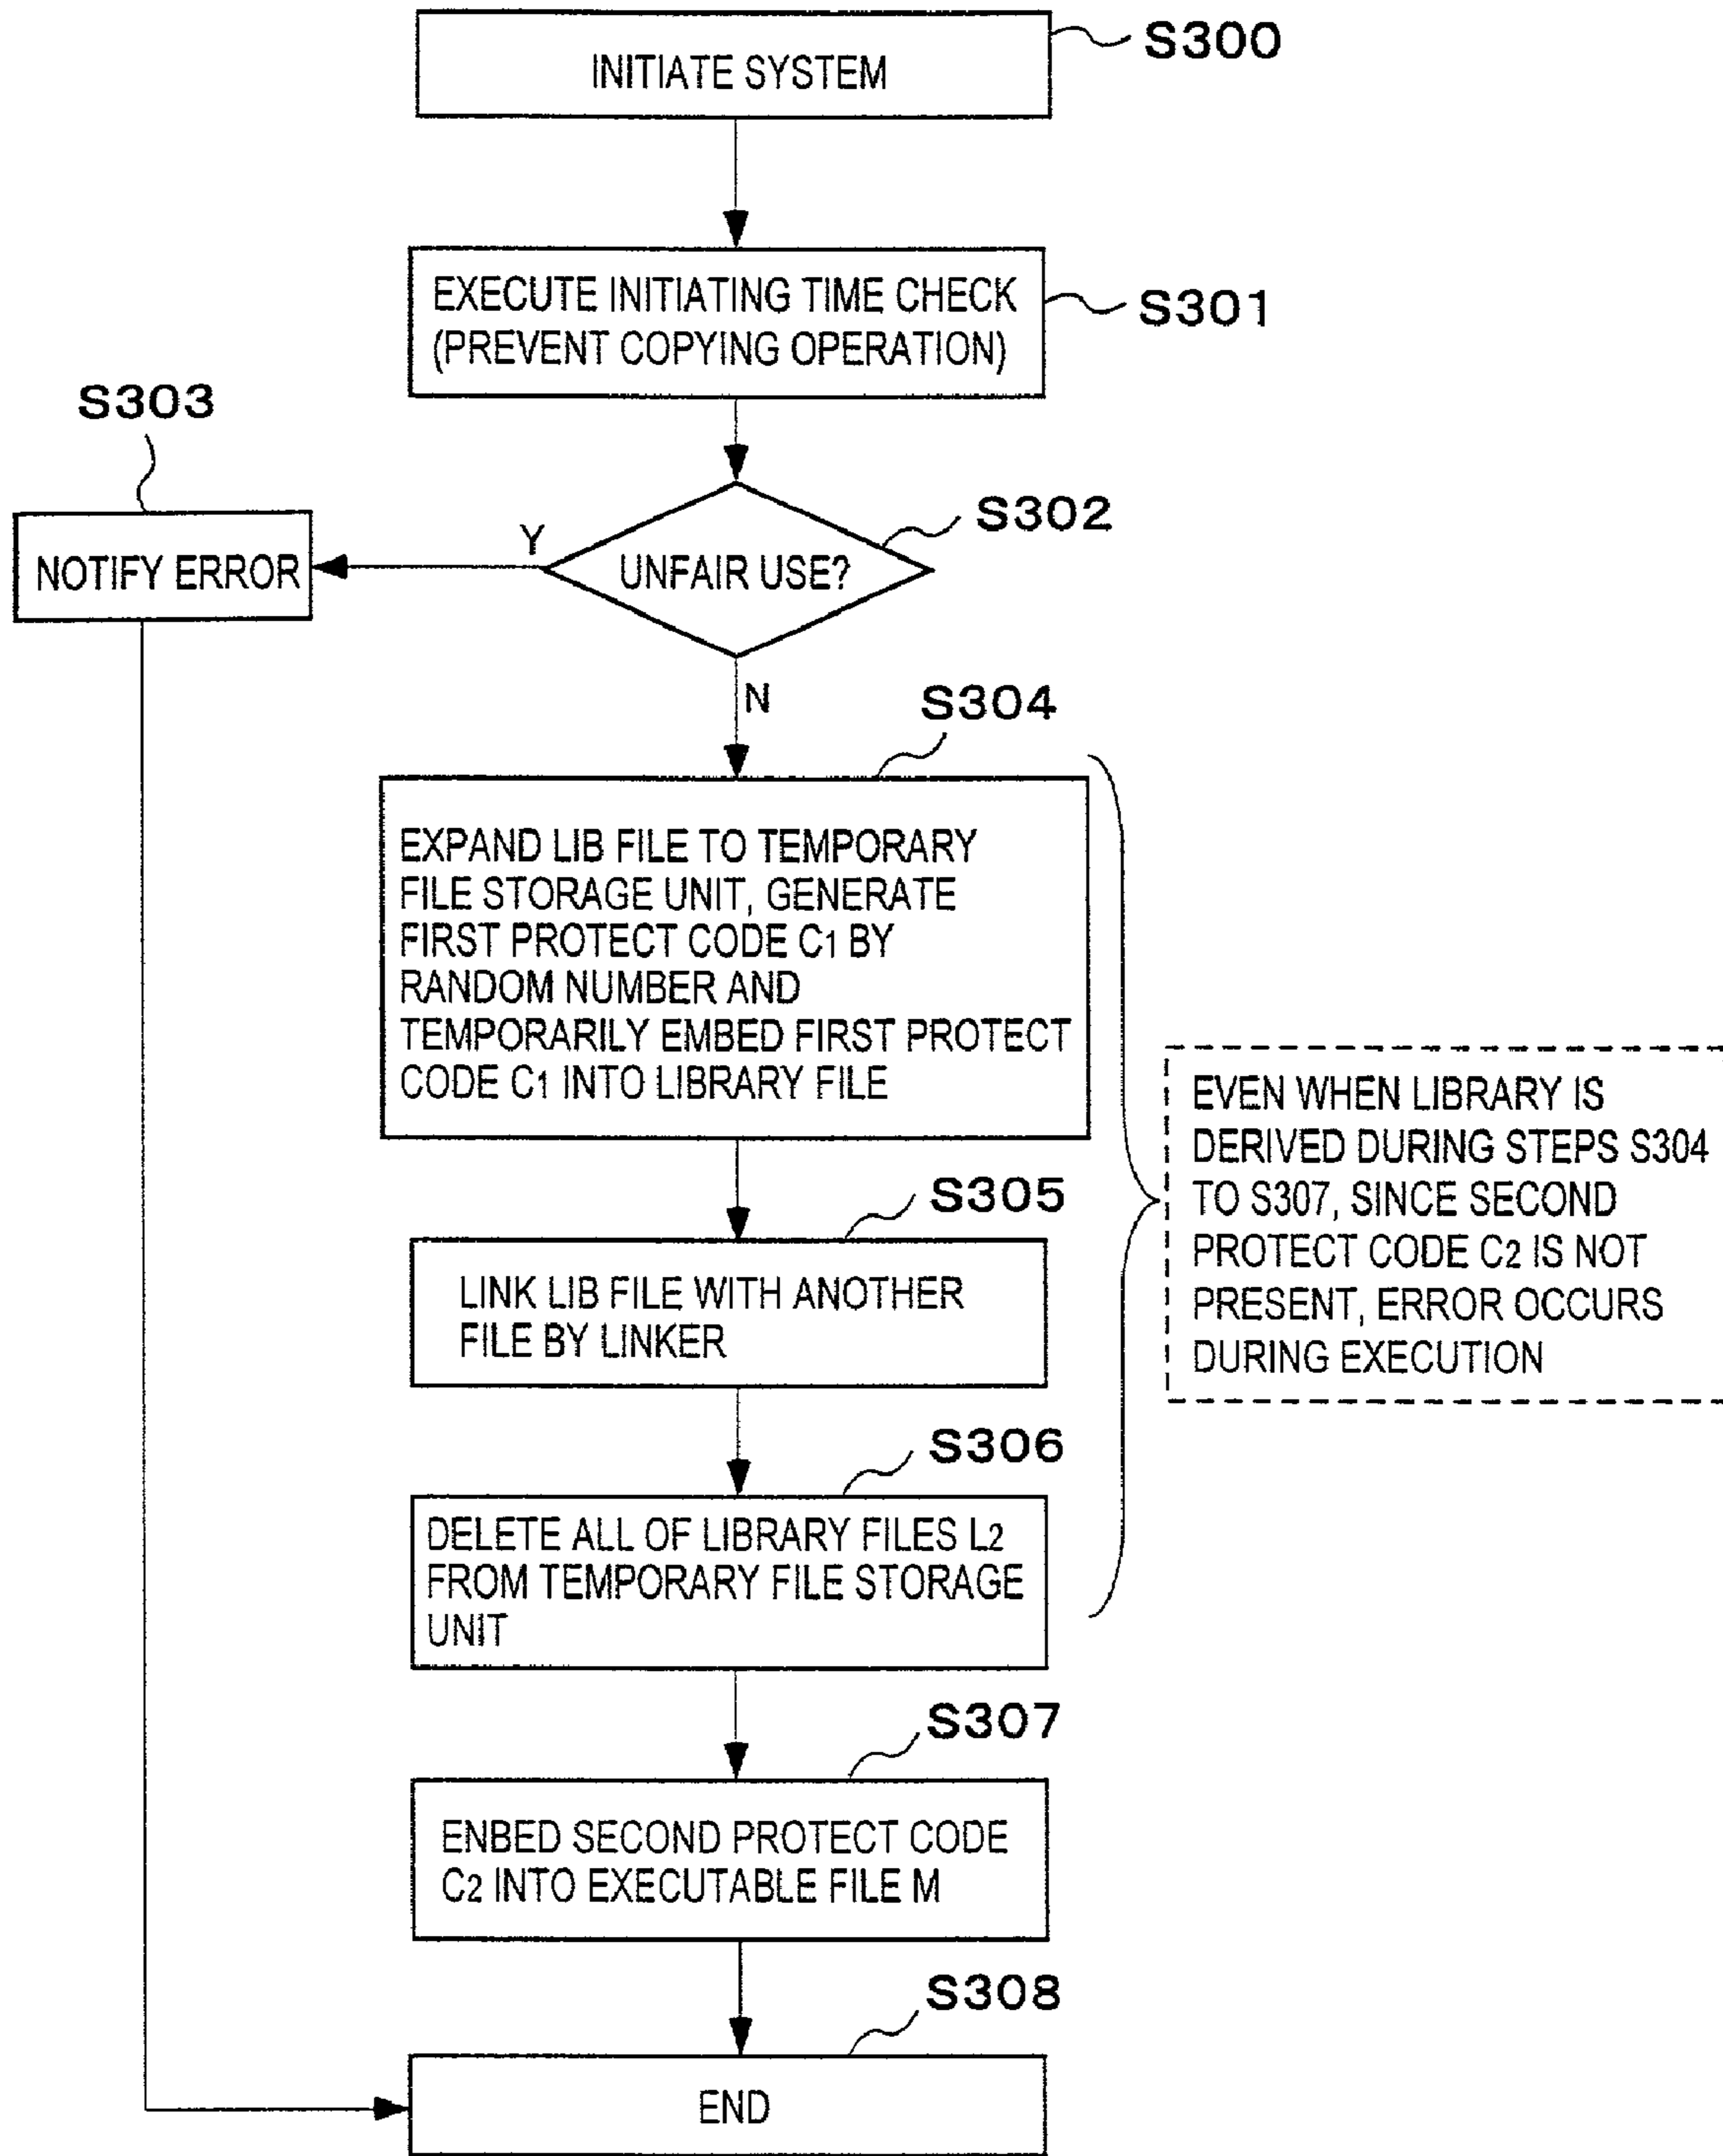 S300
INITIATE SYSTEM
S301
EXECUTE INITIATING TIME CHECK
(PREVENT COPYING OPERATION)
S303
NOTIFY ERROR
S302
Y
UNFAIR USE?
N
S304
EXPAND LIB FILE TO TEMPORARY
FILE STORAGE UNIT, GENERATE
FIRST PROTECT CODE C1 BY
RANDOM NUMBER AND
TEMPORARILY EMBED FIRST PROTECT
CODE C1 INTO LIBRARY FILE
EVEN WHEN LIBRARY IS
DERIVED DURING STEPS S304
TO S307, SINCE SECOND
PROTECT CODE C2 IS NOT
PRESENT, ERROR OCCURS
DURING EXECUTION
S305
LINK LIB FILE WITH ANOTHER
FILE BY LINKER
S306
DELETE ALL OF LIBRARY FILES L2
FROM TEMPORARY FILE STORAGE
UNIT
S307
ENBED SECOND PROTECT CODE
C2 INTO EXECUTABLE FILE M
S308
END